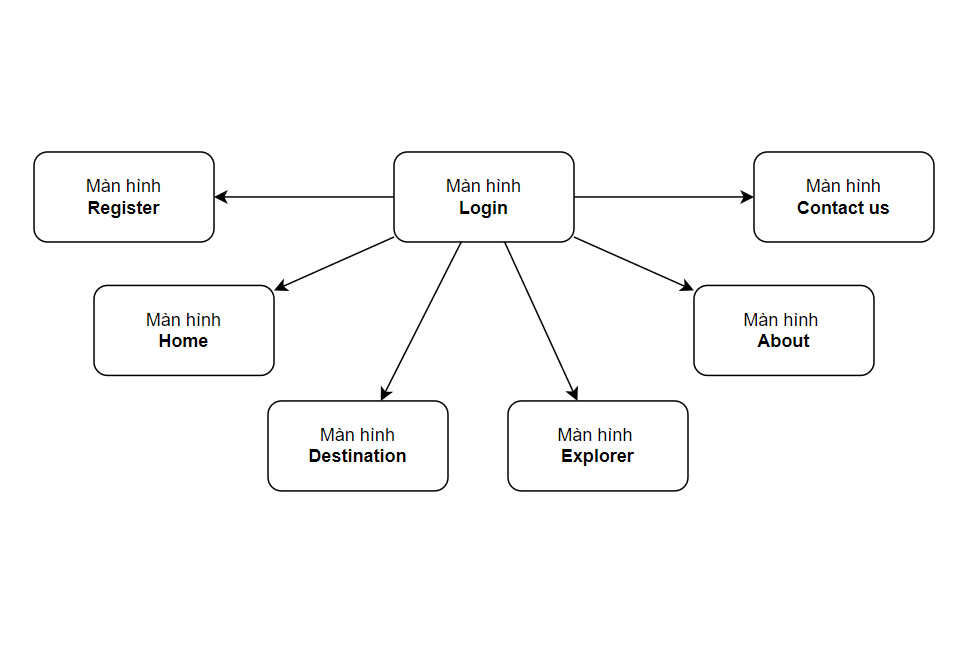 Màn hình
Register
Màn hình
Login
Màn hình
Contact us
Màn hình
Home
Màn hình
About
Màn hình
Destination
Màn hình
Explorer